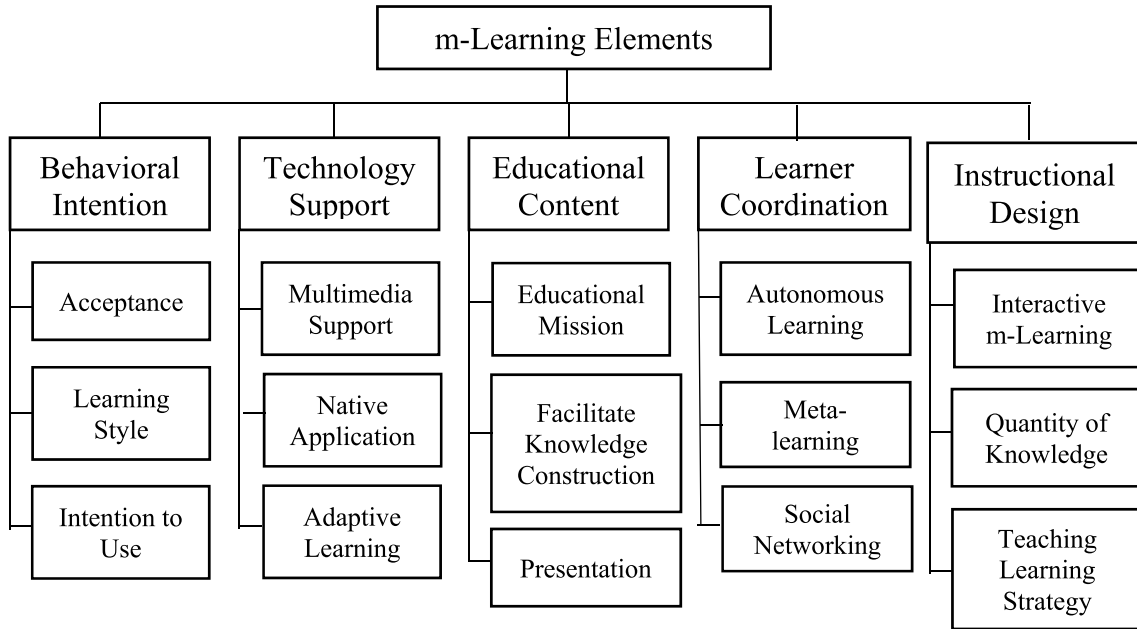 m-Learning Elements
Behavioral
Intention
Acceptance
Learning
Style
Intention to
Use
Technology
Support
Multimedia
Support
Native
Application
Adaptive
Learning
Educational
Content
Educational
Mission
Facilitate
Knowledge
Construction
Presentation
Learner
Coordination
Autonomous
Learning
Meta-
learning
Social
Networking
Instructional
Design
Interactive
m-Learning
Quantity of
Knowledge
Teaching
Learning
Strategy